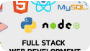 MySQL
node
FULL STACK
WEB DEVELOPMENT